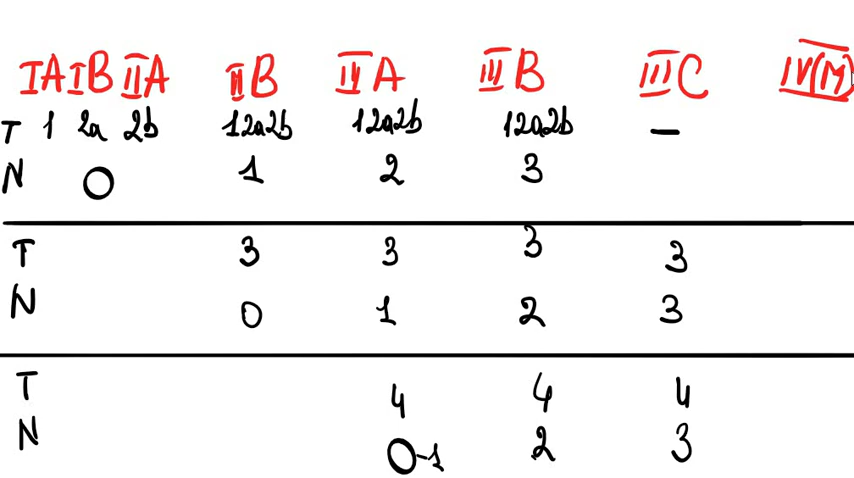 IA IB IIA IIB IIIA IIIB IIIC IV(M)
T 1 2a 2b 12a2b 12a2b 12a2b –
N 0 1 2 3
T 3 3 3 3
N 0 1 2 3
T 4 4 4
N 0-1 2 3